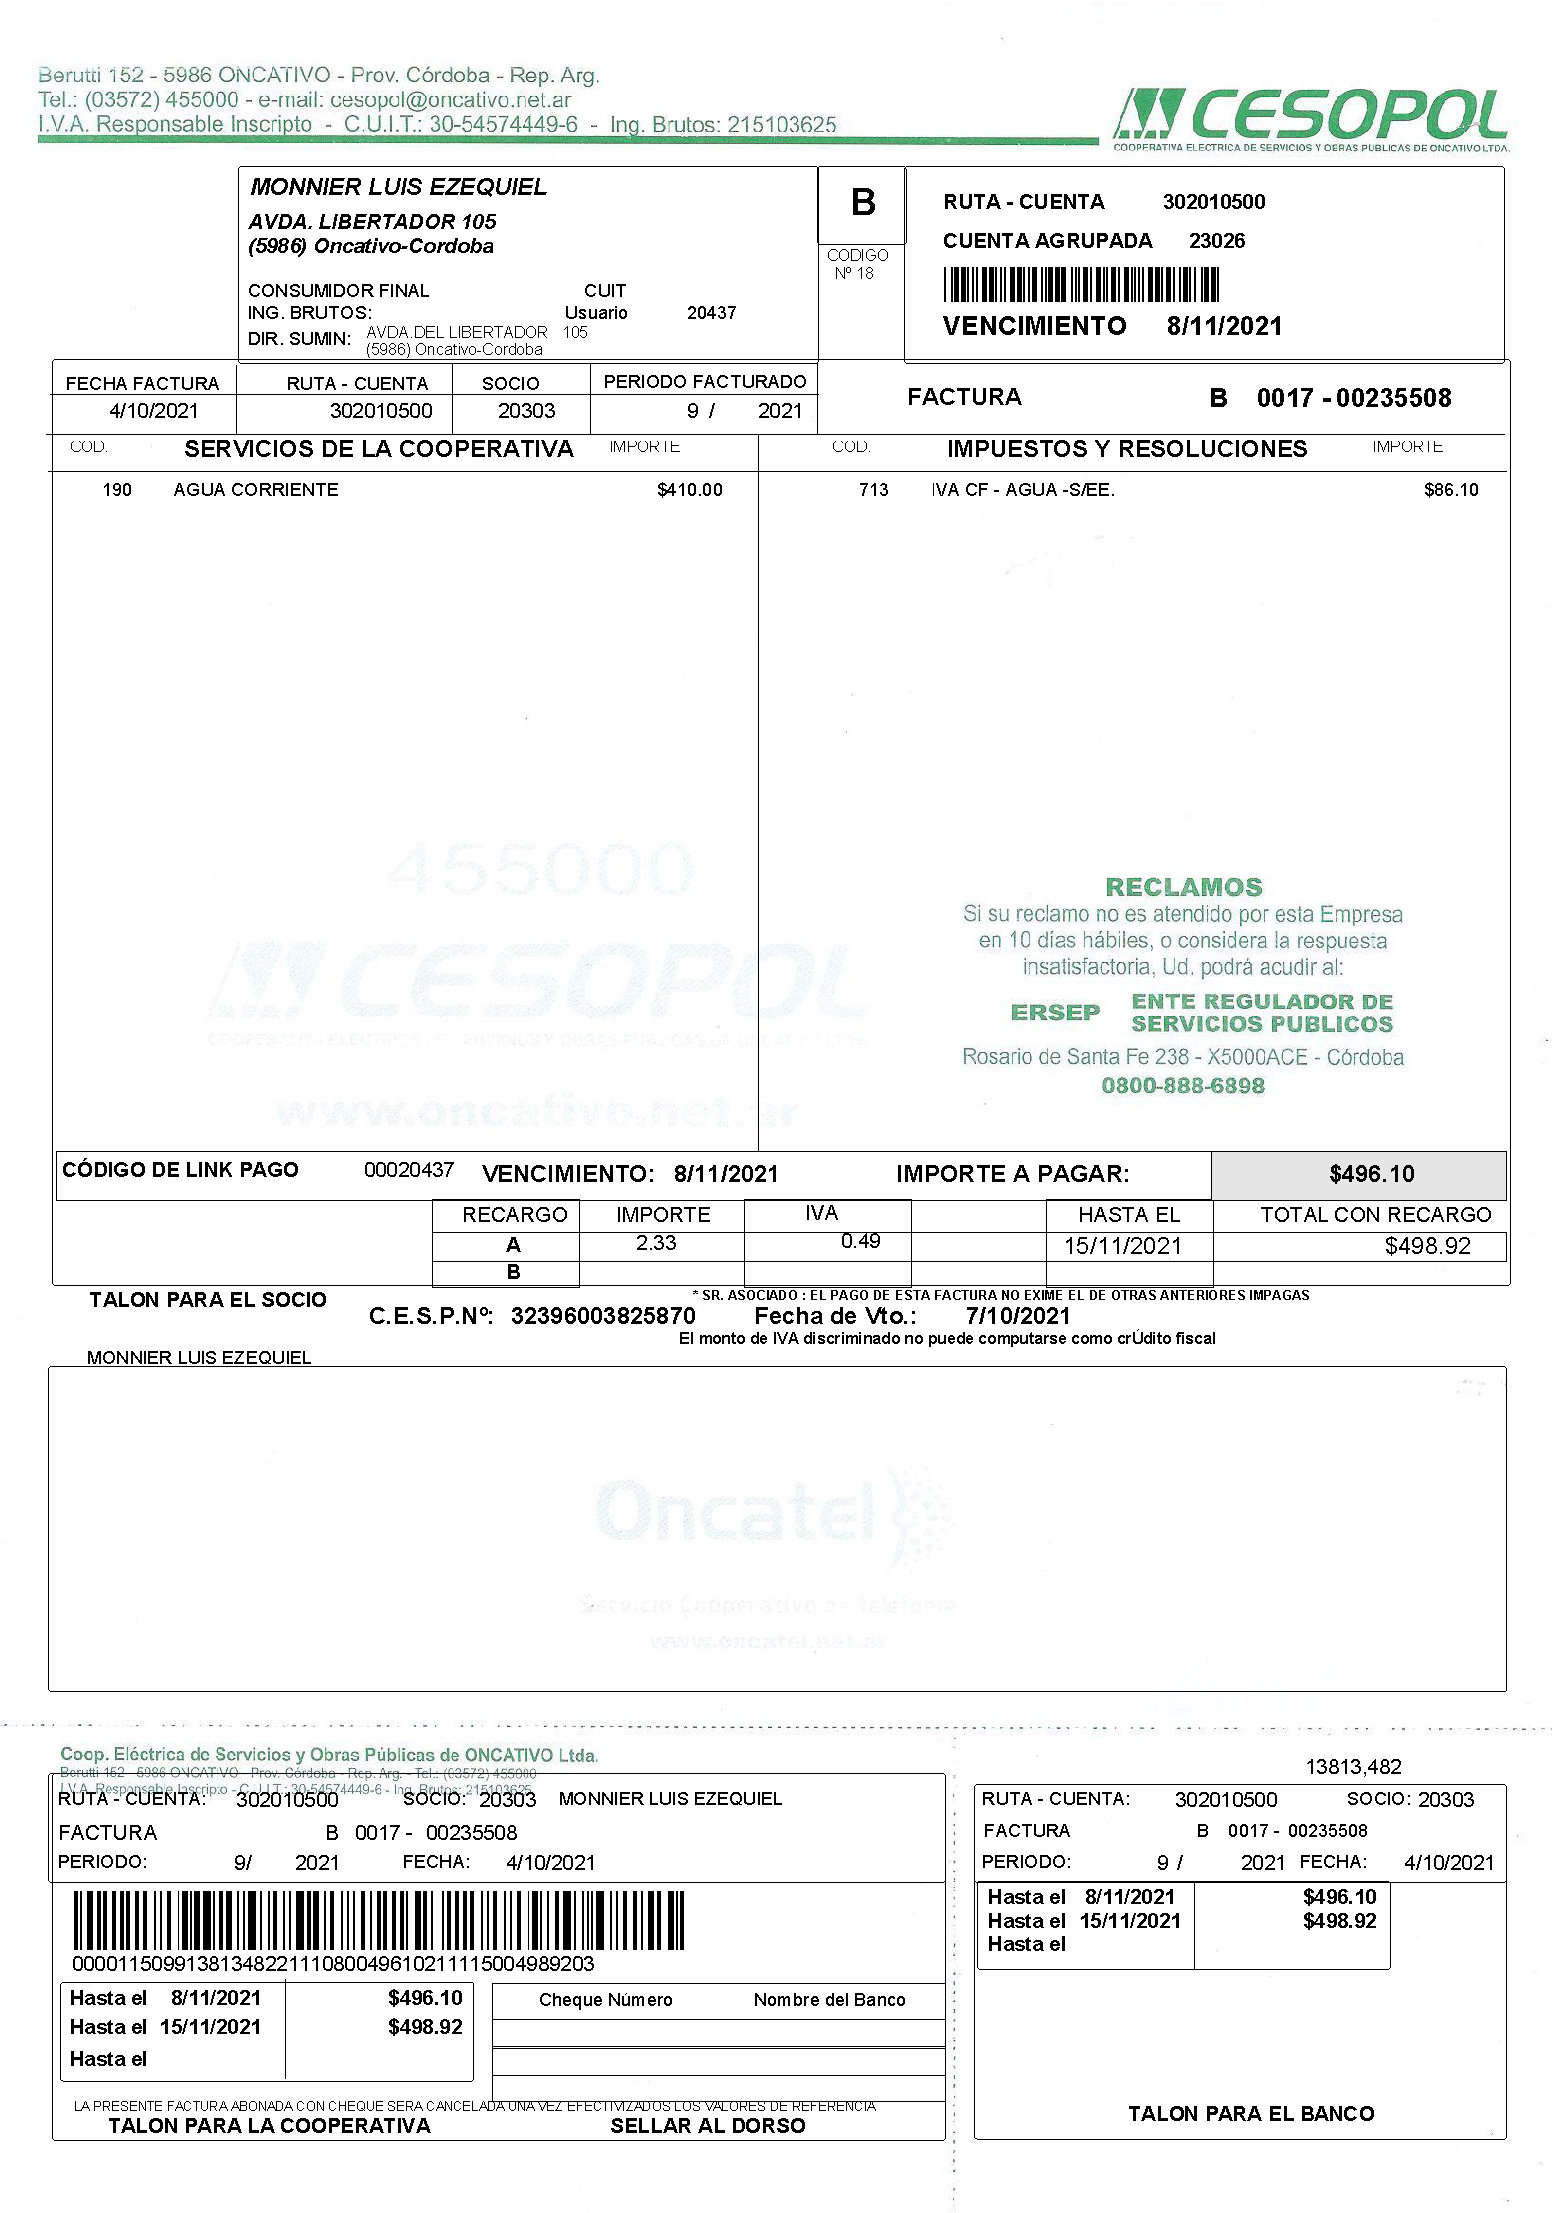 Berutti 152 - 5986 ONCATIVO - Prov. Córdoba - Rep. Arg.
Tel.: (03572) 455000 - e-mail: cesopol@oncativo.net.ar
I.V.A. Responsable Inscripto - C.U.I.T.: 30-54574449-6 - Ing. Brutos: 215103625
CESOPOL
COOPERATIVA ELECTRICA DE SERVICIOS Y OBRAS PUBLICAS DE ONCATIVO LTDA.
MONNIER LUIS EZEQUIEL
AVDA. LIBERTADOR 105
(5986) Oncativo-Cordoba
CONSUMIDOR FINAL CUIT
ING. BRUTOS: Usuario 20437
DIR. SUMIN: AVDA.DEL LIBERTADOR 105
(5986) Oncativo-Cordoba
B
CODIGO
Nº 18
RUTA - CUENTA 302010500
CUENTA AGRUPADA 23026
VENCIMIENTO 8/11/2021
FECHA FACTURA RUTA - CUENTA SOCIO PERIODO FACTURADO
4/10/2021 302010500 20303 9 / 2021
FACTURA B 0017 - 00235508
COD. SERVICIOS DE LA COOPERATIVA IMPORTE COD. IMPUESTOS Y RESOLUCIONES IMPORTE
190 AGUA CORRIENTE $410.00 713 IVA CF - AGUA -S/EE. $86.10
455000
CESOPOL
www.oncativo.net.ar
RECLAMOS
Si su reclamo no es atendido por esta Empresa
en 10 días hábiles, o considera la respuesta
insatisfactoria, Ud. podrá acudir al:
ERSEP ENTE REGULADOR DE
SERVICIOS PUBLICOS
Rosario de Santa Fe 238 - X5000ACE - Córdoba
0800-888-6898
CÓDIGO DE LINK PAGO 00020437 VENCIMIENTO: 8/11/2021 IMPORTE A PAGAR: $496.10
RECARGO IMPORTE IVA HASTA EL TOTAL CON RECARGO
A 2.33 0.49 15/11/2021 $498.92
B
TALON PARA EL SOCIO
* SR. ASOCIADO : EL PAGO DE ESTA FACTURA NO EXIME EL DE OTRAS ANTERIORES IMPAGAS
C.E.S.P.Nº: 32396003825870 Fecha de Vto.: 7/10/2021
El monto de IVA discriminado no puede computarse como crÚdito fiscal
MONNIER LUIS EZEQUIEL
Oncatel
Servicio Cooperativo de Telefonía
www.oncatel.net.ar
Coop. Eléctrica de Servicios y Obras Públicas de ONCATIVO Ltda.
Berutti 152 - 5986 ONCATIVO - Prov. Córdoba - Rep. Arg. - Tel.: (03572) 455000
I.V.A. Responsable Inscripto - C.U.I.T.: 30-54574449-6 - Ing. Brutos: 215103625
RUTA - CUENTA: 302010500 SOCIO: 20303 MONNIER LUIS EZEQUIEL
FACTURA B 0017 - 00235508
PERIODO: 9/ 2021 FECHA: 4/10/2021
0000115099138134822111080049610211115004989203
Hasta el 8/11/2021 $496.10
Hasta el 15/11/2021 $498.92
Hasta el
Cheque Número Nombre del Banco
LA PRESENTE FACTURA ABONADA CON CHEQUE SERA CANCELADA UNA VEZ EFECTIVIZADOS LOS VALORES DE REFERENCIA
TALON PARA LA COOPERATIVA SELLAR AL DORSO
13813,482
RUTA - CUENTA: 302010500 SOCIO: 20303
FACTURA B 0017 - 00235508
PERIODO: 9 / 2021 FECHA: 4/10/2021
Hasta el 8/11/2021 $496.10
Hasta el 15/11/2021 $498.92
Hasta el
TALON PARA EL BANCO